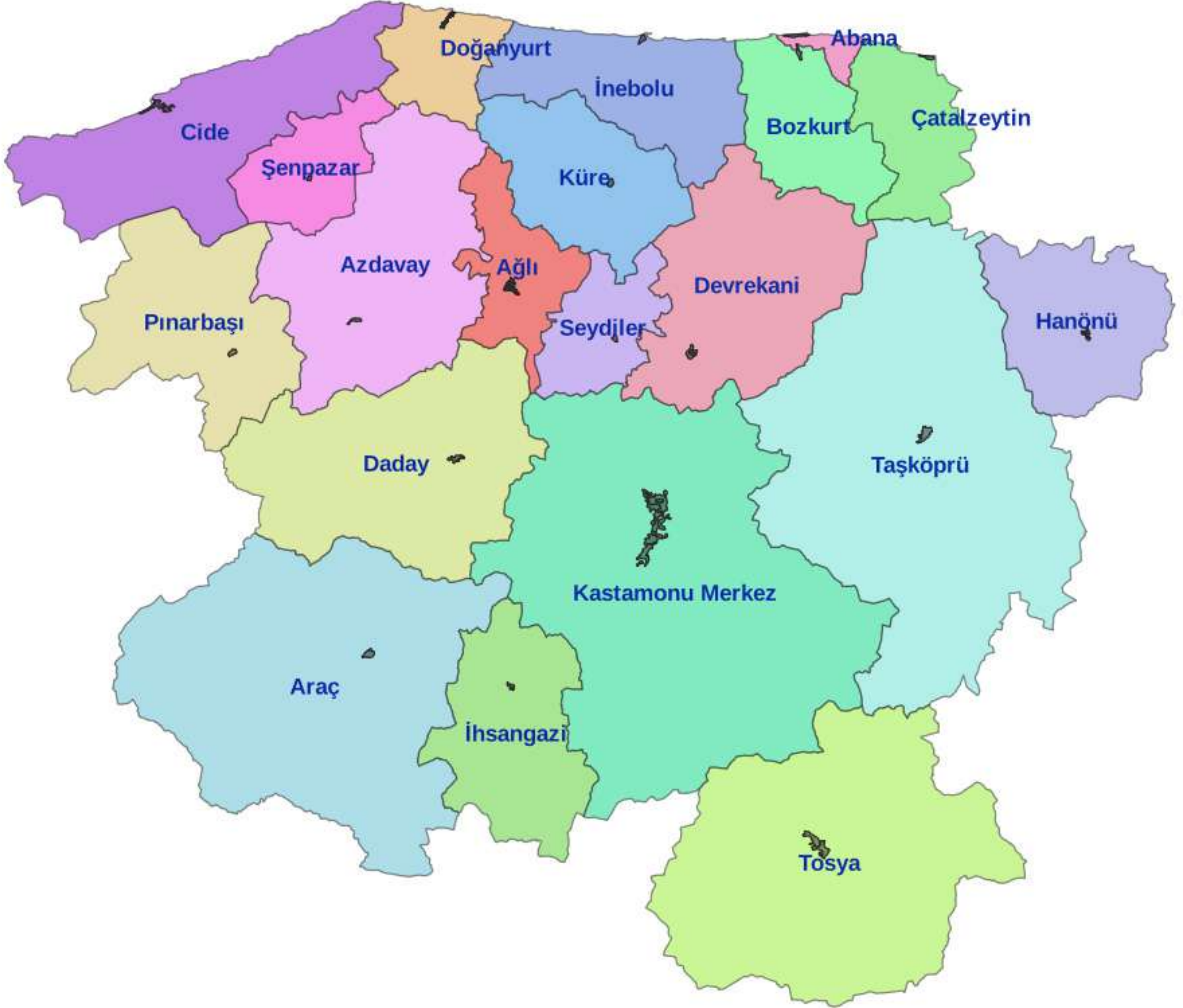 Doğanyurt
Abana
İnebolu
Çatalzeytin
Bozkurt
Cide
Şenpazar
Küre
Azdavay
Ağlı
Devrekani
Pınarbaşı
Seydiler
Hanönü
Daday
Taşköprü
Kastamonu Merkez
Araç
İhsangazi
Tosya